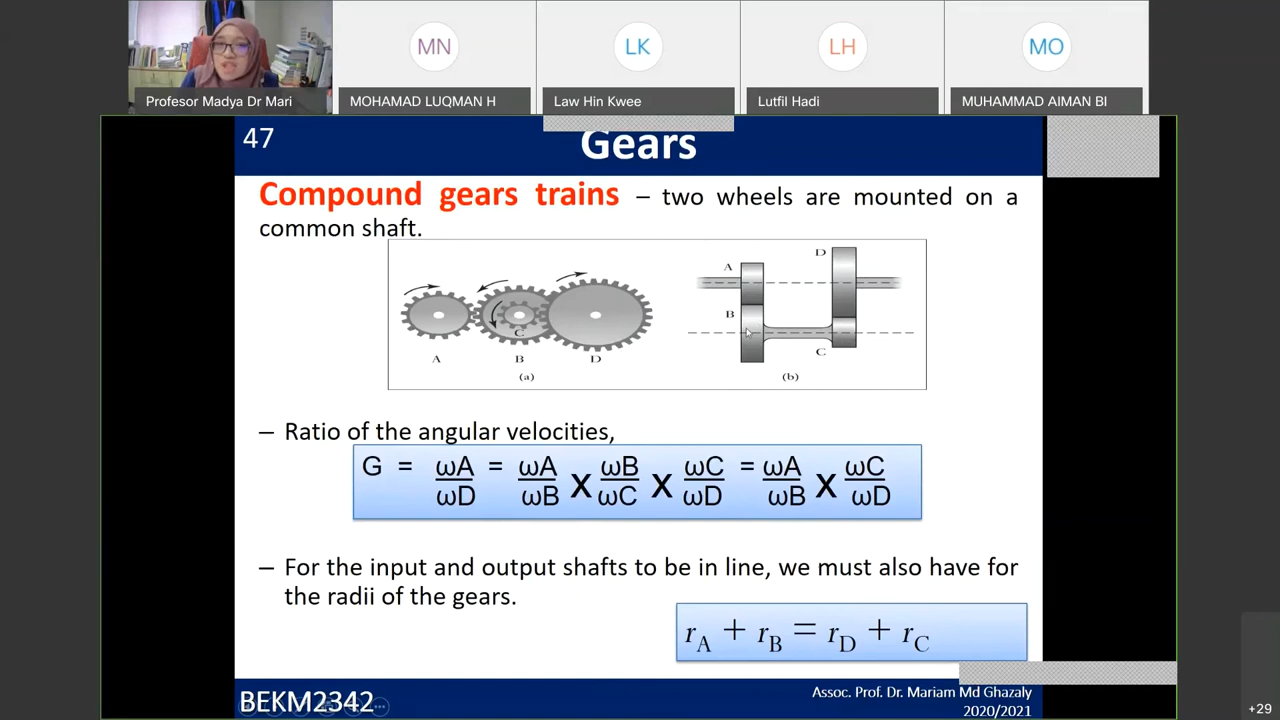 MN
LK
LH
MO
Profesor Madya Dr Mari
MOHAMAD LUQMAN H
Law Hin Kwee
Lutfil Hadi
MUHAMMAD AIMAN BI
47
Gears
Compound gears trains – two wheels are mounted on a
common shaft.
A
B
C
D
(a)
A
B
C
D
(b)
– Ratio of the angular velocities,
G = ωA/ωD = ωA/ωB X ωB/ωC X ωC/ωD = ωA/ωB X ωC/ωD
– For the input and output shafts to be in line, we must also have for
the radii of the gears.
rA + rB = rD + rC
BEKM2342
Assoc. Prof. Dr. Mariam Md Ghazaly
2020/2021
+29